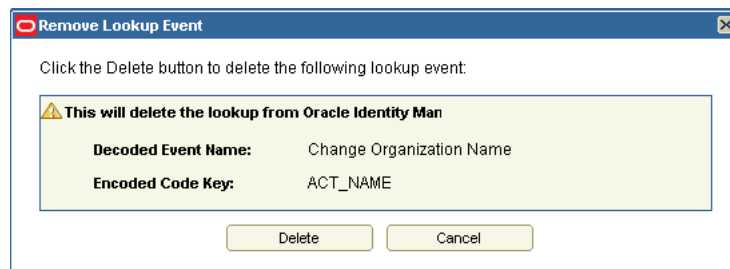 Remove Lookup Event
Click the Delete button to delete the following lookup event:
This will delete the lookup from Oracle Identity Man
Decoded Event Name: Change Organization Name
Encoded Code Key: ACT_NAME
Delete Cancel